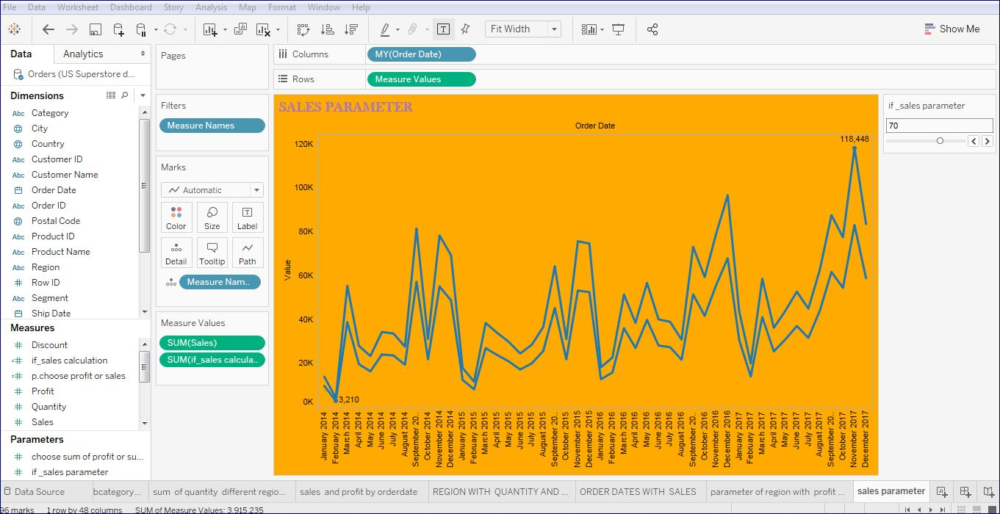 File Data Worksheet Dashboard Story Analysis Map Format Window Help
Fit Width
Show Me
Data Analytics
Orders (US Superstore d...
Dimensions
Abc Category
City
Country
Abc Customer ID
Abc Customer Name
Order Date
Abc Order ID
Postal Code
Abc Product ID
Abc Product Name
Abc Region
Row ID
Abc Segment
Ship Date
Measures
Discount
if_sales calculation
p.choose profit or sales
Profit
Quantity
Sales
Parameters
choose sum of profit or su...
if _sales parameter
Pages
Filters
Measure Names
Marks
Automatic
Color Size Label
Detail Tooltip Path
Measure Nam..
Measure Values
SUM(Sales)
SUM(if_sales calcula..
Columns MY(Order Date)
Rows Measure Values
SALES PARAMETER
Order Date
120K
100K
80K
60K
40K
20K
0K
Value
118,448
3,210
January 2014
February 2014
March 2014
April 2014
May 2014
June 2014
July 2014
August 2014
September 20..
October 2014
November 2014
December 2014
January 2015
February 2015
March 2015
April 2015
May 2015
June 2015
July 2015
August 2015
September 20..
October 2015
November 2015
December 2015
January 2016
February 2016
March 2016
April 2016
May 2016
June 2016
July 2016
August 2016
September 20..
October 2016
November 2016
December 2016
January 2017
February 2017
March 2017
April 2017
May 2017
June 2017
July 2017
August 2017
September 20..
October 2017
November 2017
December 2017
if _sales parameter
70
Data Source bcategory... sum of quantity different regio... sales and profit by orderdate REGION WITH QUANTITY AND ... ORDER DATES WITH SALES parameter of region with profit ... sales parameter
96 marks 1 row by 48 columns SUM of Measure Values: 3,915,235